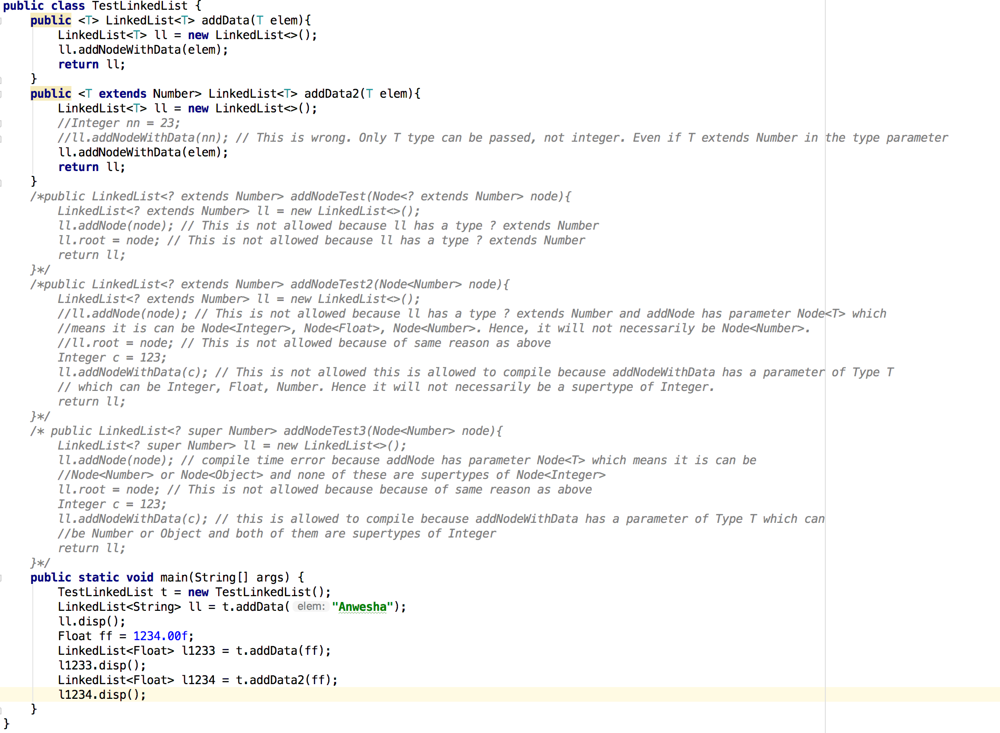 public class TestLinkedList {
    public <T> LinkedList<T> addData(T elem){
        LinkedList<T> ll = new LinkedList<>();
        ll.addNodeWithData(elem);
        return ll;
    }
    public <T extends Number> LinkedList<T> addData2(T elem){
        LinkedList<T> ll = new LinkedList<>();
        //Integer nn = 23;
        //ll.addNodeWithData(nn); // This is wrong. Only T type can be passed, not integer. Even if T extends Number in the type parameter
        ll.addNodeWithData(elem);
        return ll;
    }
    /*public LinkedList<? extends Number> addNodeTest(Node<? extends Number> node){
        LinkedList<? extends Number> ll = new LinkedList<>();
        ll.addNode(node); // This is not allowed because ll has a type ? extends Number
        ll.root = node; // This is not allowed because ll has a type ? extends Number
        return ll;
    }*/
    /*public LinkedList<? extends Number> addNodeTest2(Node<Number> node){
        LinkedList<? extends Number> ll = new LinkedList<>();
        //ll.addNode(node); // This is not allowed because ll has a type ? extends Number and addNode has parameter Node<T> which
        //means it is can be Node<Integer>, Node<Float>, Node<Number>. Hence, it will not necessarily be Node<Number>.
        //ll.root = node; // This is not allowed because of same reason as above
        Integer c = 123;
        ll.addNodeWithData(c); // This is not allowed this is allowed to compile because addNodeWithData has a parameter of Type T
        // which can be Integer, Float, Number. Hence it will not necessarily be a supertype of Integer.
        return ll;
    }*/
    /* public LinkedList<? super Number> addNodeTest3(Node<Number> node){
        LinkedList<? super Number> ll = new LinkedList<>();
        ll.addNode(node); // compile time error because addNode has parameter Node<T> which means it is can be
        //Node<Number> or Node<Object> and none of these are supertypes of Node<Integer>
        ll.root = node; // This is not allowed because because of same reason as above
        Integer c = 123;
        ll.addNodeWithData(c); // this is allowed to compile because addNodeWithData has a parameter of Type T which can
        //be Number or Object and both of them are supertypes of Integer
        return ll;
    }*/
    public static void main(String[] args) {
        TestLinkedList t = new TestLinkedList();
        LinkedList<String> ll = t.addData( elem: "Anwesha");
        ll.disp();
        Float ff = 1234.00f;
        LinkedList<Float> l1233 = t.addData(ff);
        l1233.disp();
        LinkedList<Float> l1234 = t.addData2(ff);
        l1234.disp();
    }
}